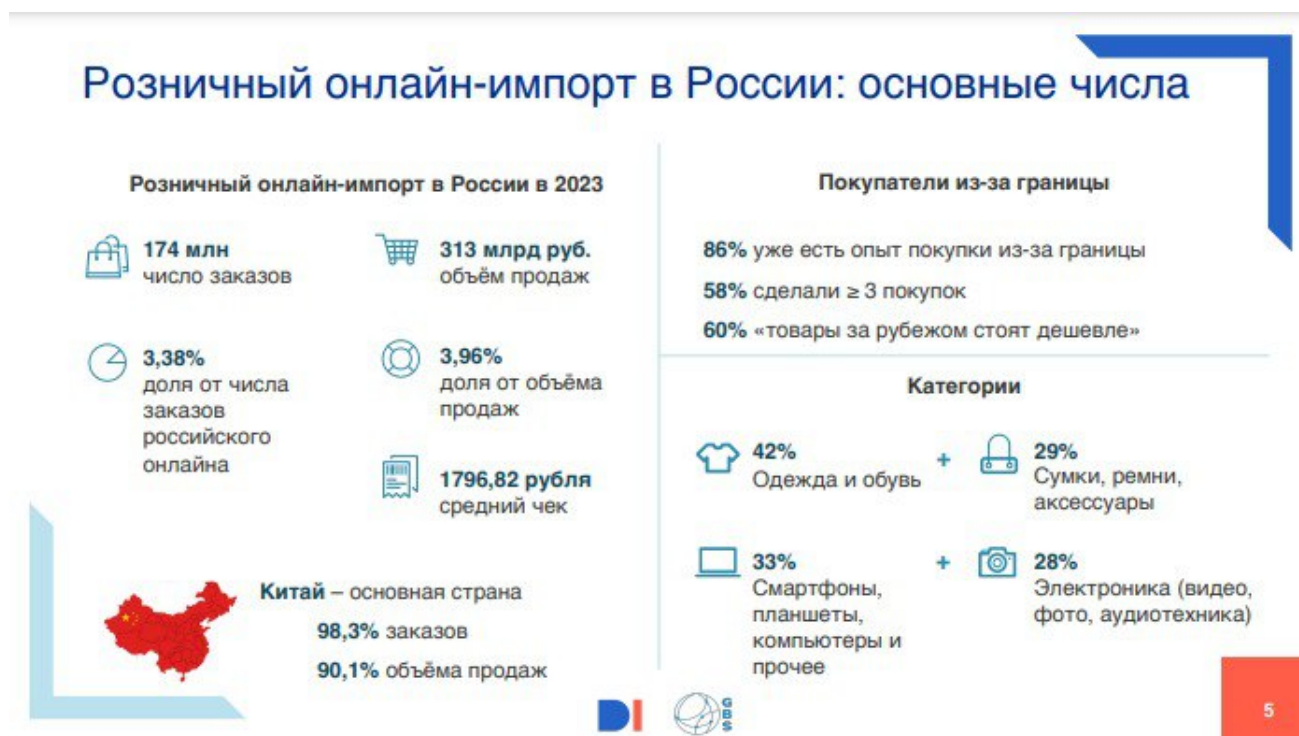 Розничный онлайн-импорт в России: основные числа
Розничный онлайн-импорт в России в 2023
174 млн
число заказов
313 млрд руб.
объём продаж
3,38%
доля от числа
заказов
российского
онлайна
3,96%
доля от объёма
продаж
1796,82 рубля
средний чек
Китай – основная страна
98,3% заказов
90,1% объёма продаж
Покупатели из-за границы
86% уже есть опыт покупки из-за границы
58% сделали ≥ 3 покупок
60% «товары за рубежом стоят дешевле»
Категории
42%
Одежда и обувь
+
29%
Сумки, ремни,
аксессуары
33%
Смартфоны,
планшеты,
компьютеры и
прочее
+
28%
Электроника (видео,
фото, аудиотехника)
DI
GBS
5